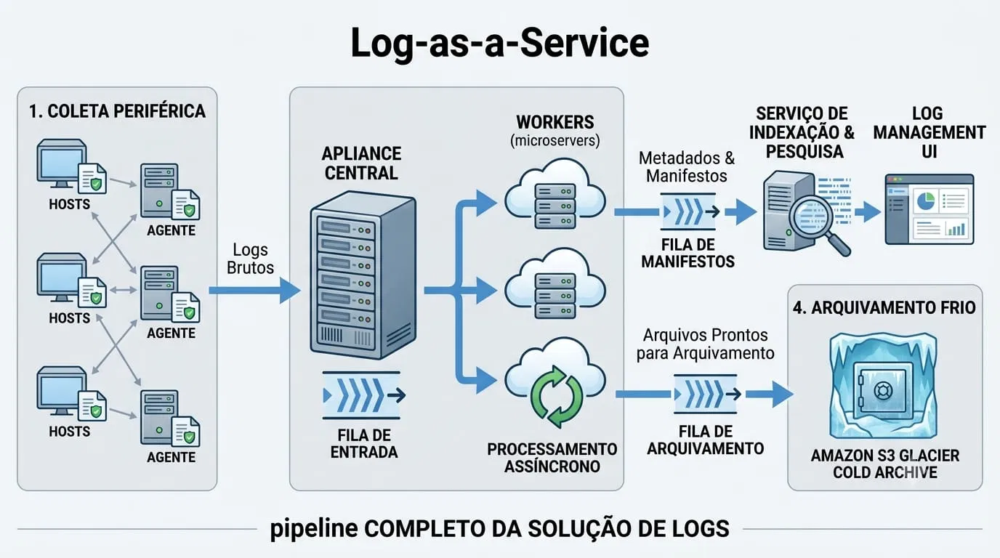 Log-as-a-Service
1. COLETA PERIFÉRICA
HOSTS
AGENTE
HOSTS
AGENTE
HOSTS
AGENTE
Logs
Brutos
APLIANCE
CENTRAL
FILA DE
ENTRADA
WORKERS
(microservers)
PROCESSAMENTO
ASSÍNCRONO
Metadados &
Manifestos
FILA DE
MANIFESTOS
SERVIÇO DE
INDEXAÇÃO &
PESQUISA
LOG
MANAGEMENT
UI
Arquivos Prontos
para Arquivamento
FILA DE
ARQUIVAMENTO
4. ARQUIVAMENTO FRIO
AMAZON S3 GLACIER
COLD ARCHIVE
pipeline COMPLETO DA SOLUÇÃO DE LOGS